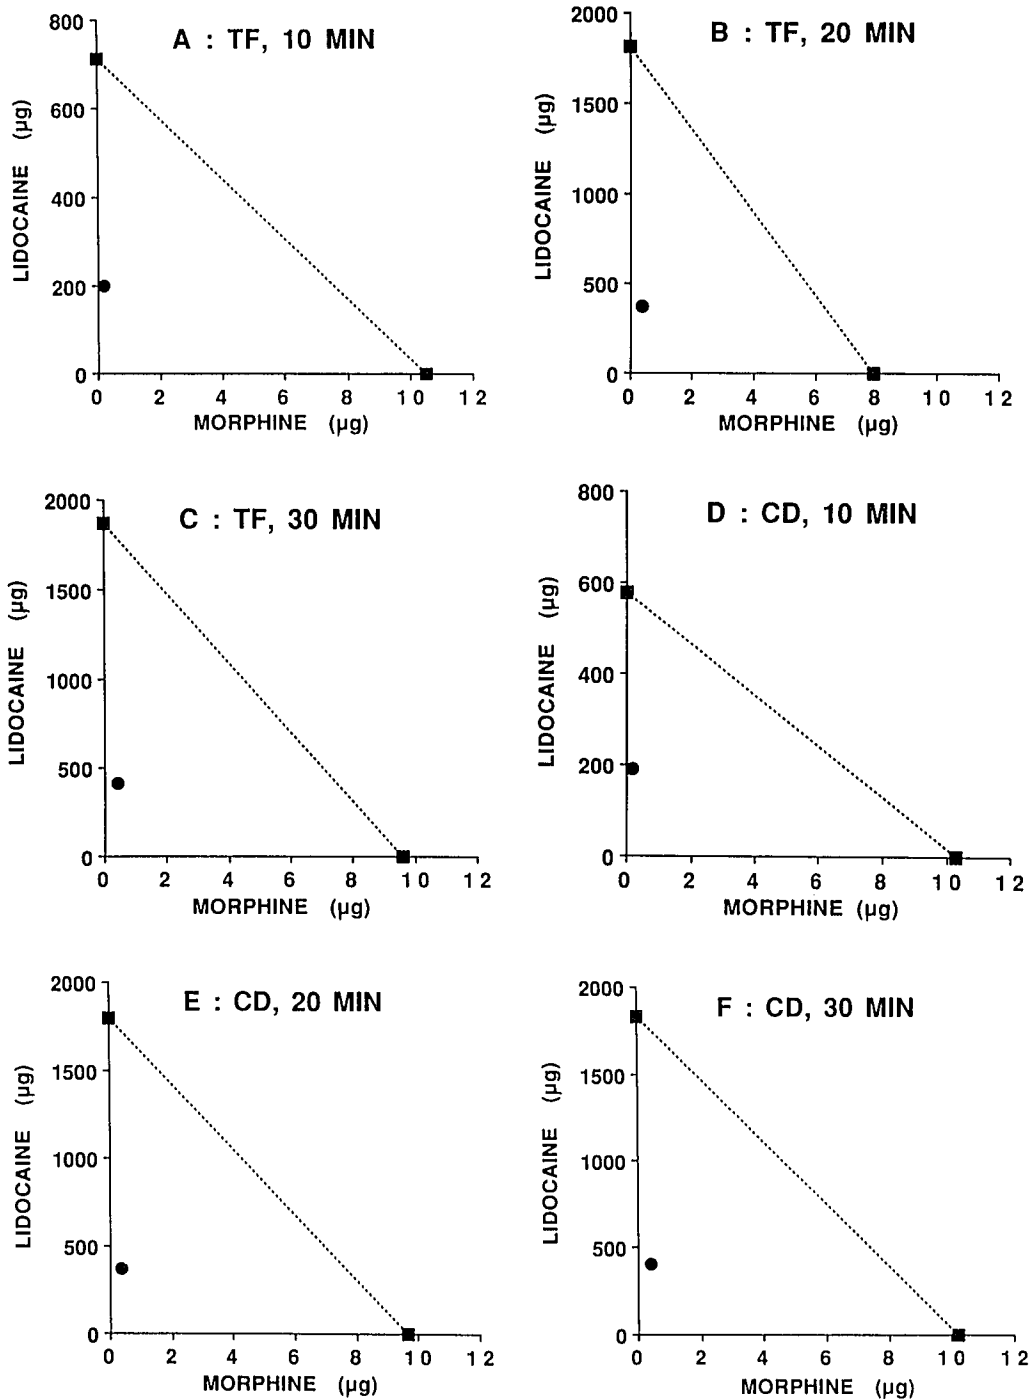 A : TF, 10 MIN
800
600
400
200
0
LIDOCAINE (µg)
0 2 4 6 8 10 12
MORPHINE (µg)
B : TF, 20 MIN
2000
1500
1000
500
0
LIDOCAINE (µg)
0 2 4 6 8 10 12
MORPHINE (µg)
C : TF, 30 MIN
2000
1500
1000
500
0
LIDOCAINE (µg)
0 2 4 6 8 10 12
MORPHINE (µg)
D : CD, 10 MIN
800
600
400
200
0
LIDOCAINE (µg)
0 2 4 6 8 10 12
MORPHINE (µg)
E : CD, 20 MIN
2000
1500
1000
500
0
LIDOCAINE (µg)
0 2 4 6 8 10 12
MORPHINE (µg)
F : CD, 30 MIN
2000
1500
1000
500
0
LIDOCAINE (µg)
0 2 4 6 8 10 12
MORPHINE (µg)